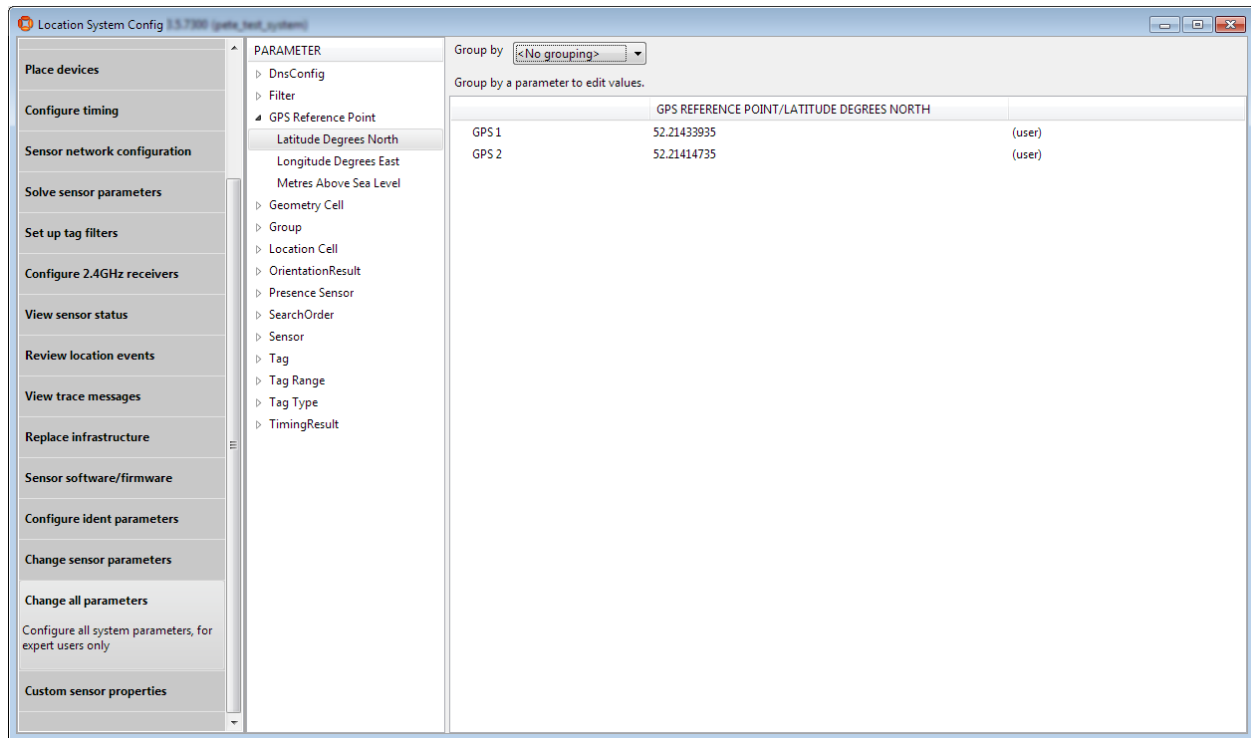 Location System Config
Place devices
Configure timing
Sensor network configuration
Solve sensor parameters
Set up tag filters
Configure 2.4GHz receivers
View sensor status
Review location events
View trace messages
Replace infrastructure
Sensor software/firmware
Configure ident parameters
Change sensor parameters
Change all parameters
Configure all system parameters, for
expert users only
Custom sensor properties
PARAMETER
DnsConfig
Filter
GPS Reference Point
Latitude Degrees North
Longitude Degrees East
Metres Above Sea Level
Geometry Cell
Group
Location Cell
OrientationResult
Presence Sensor
SearchOrder
Sensor
Tag
Tag Range
Tag Type
TimingResult
Group by <No grouping>
Group by a parameter to edit values.
GPS REFERENCE POINT/LATITUDE DEGREES NORTH
GPS 1 52.21433935 (user)
GPS 2 52.21414735 (user)